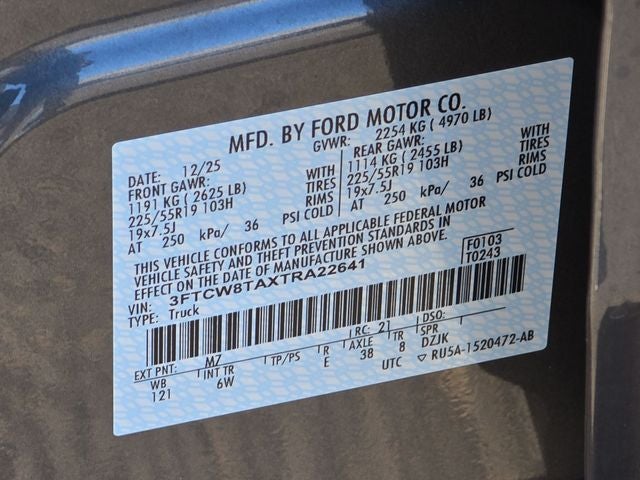 MFD. BY FORD MOTOR CO.
DATE: 12/25 GVWR: 2254 KG ( 4970 LB)
FRONT GAWR: REAR GAWR:
1191 KG ( 2625 LB) WITH 1114 KG ( 2455 LB) WITH
225/55R19 103H TIRES 225/55R19 103H TIRES
19x7.5J RIMS 19x7.5J RIMS
AT 250 kPa/ 36 PSI COLD AT 250 kPa/ 36 PSI COLD
THIS VEHICLE CONFORMS TO ALL APPLICABLE FEDERAL MOTOR
VEHICLE SAFETY AND THEFT PREVENTION STANDARDS IN
EFFECT ON THE DATE OF MANUFACTURE SHOWN ABOVE.
VIN: 3FTCW8TAXTRA22641 F0103
TYPE: Truck T0243
EXT PNT: M7 RC: 21 DSO:
WB INT TR TP/PS R AXLE TR SPR
121 6W E 38 8 DZJK
UTC RU5A-1520472-AB